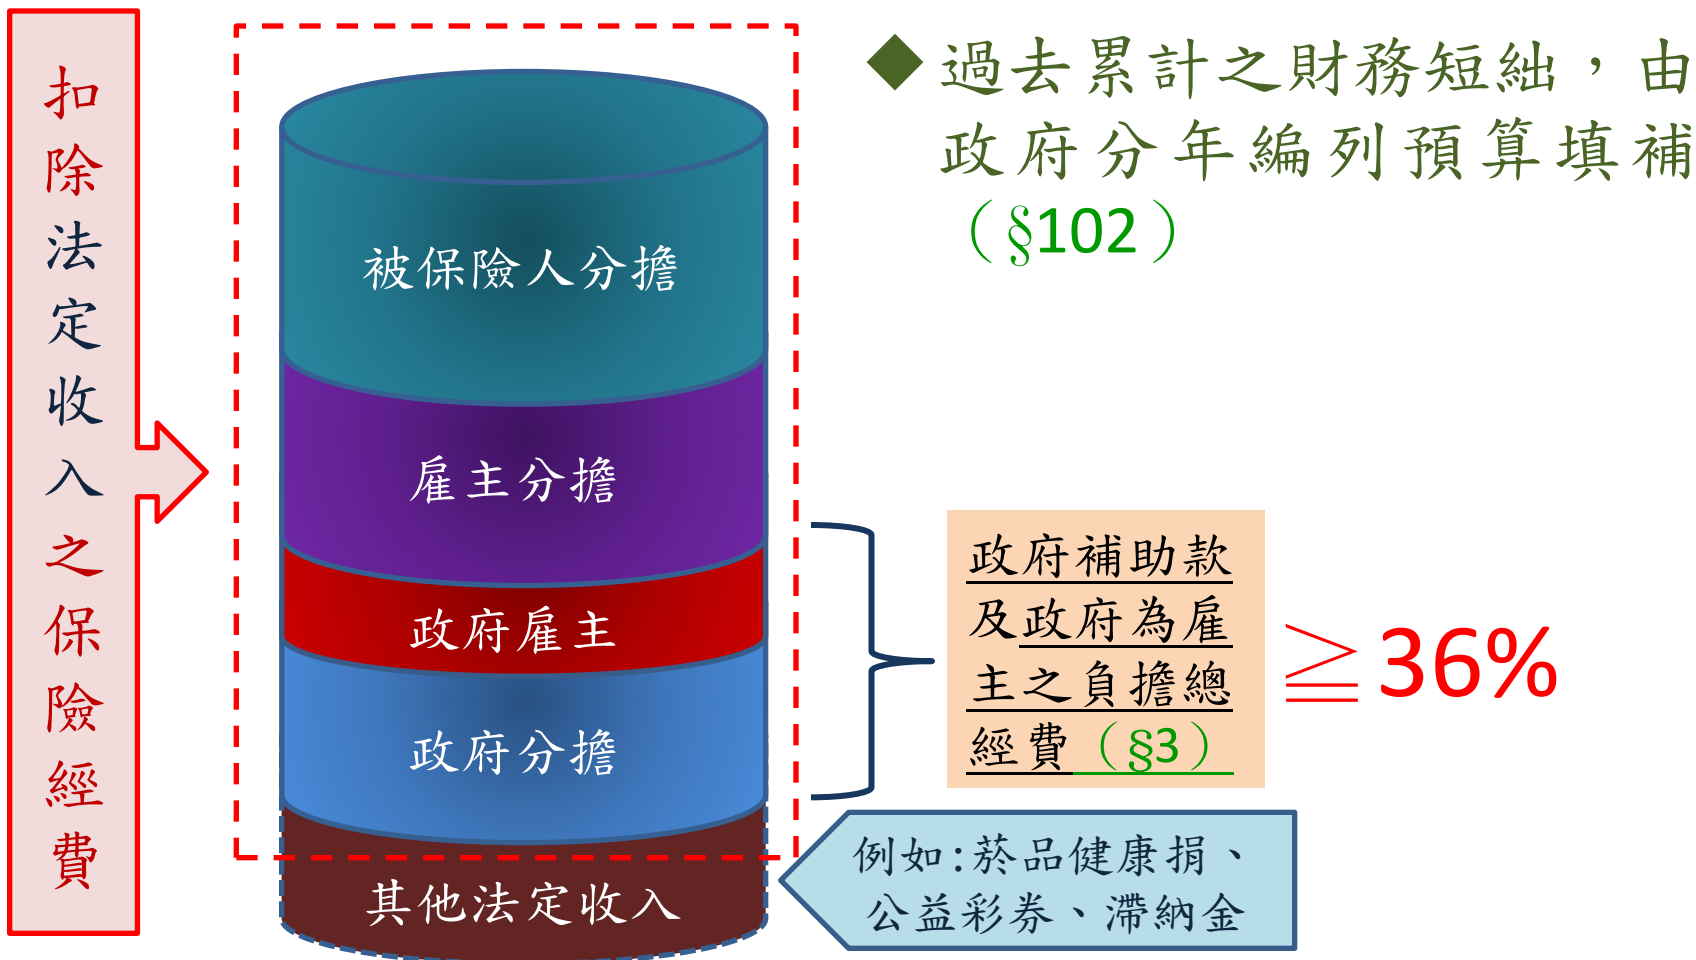 扣除法定收入之保險經費
◆過去累計之財務短絀，由
政府分年編列預算填補
（§102）
被保險人分擔
雇主分擔
政府雇主
政府分擔
其他法定收入
政府補助款
及政府為雇
主之負擔總
經費（§3）
≧36%
例如:菸品健康捐、
公益彩券、滯納金